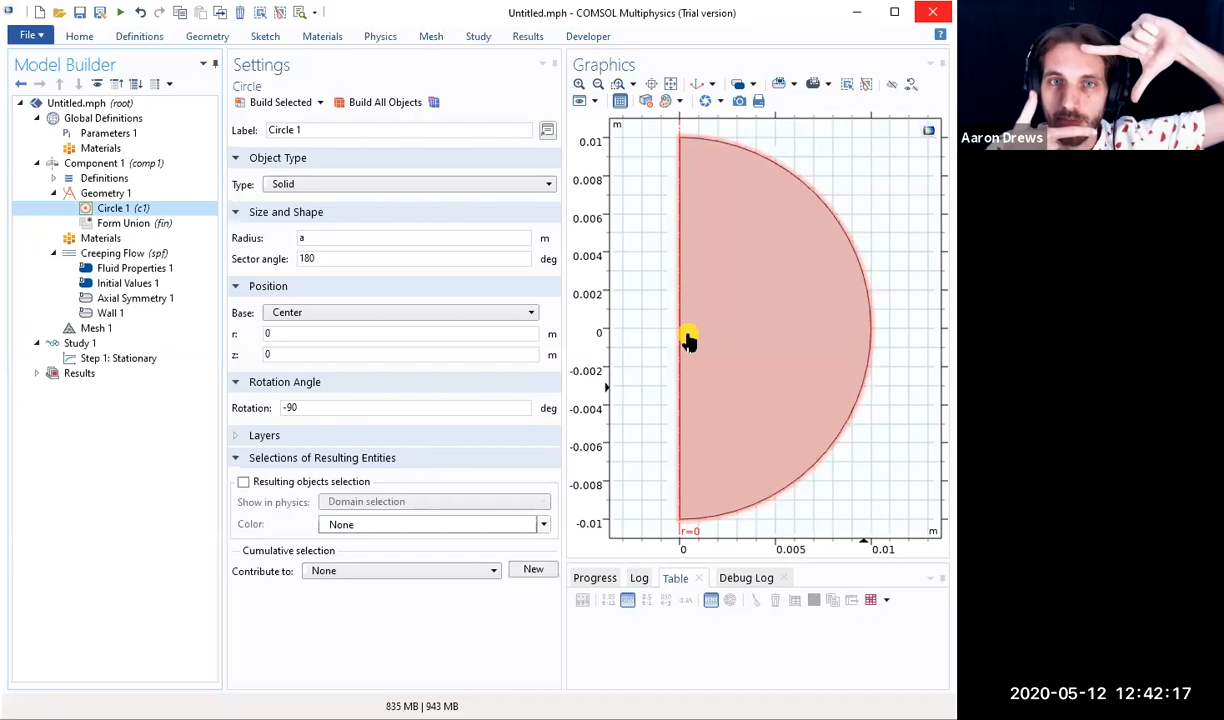 Untitled.mph - COMSOL Multiphysics (Trial version)
File
Home
Definitions
Geometry
Sketch
Materials
Physics
Mesh
Study
Results
Developer
Model Builder
Untitled.mph (root)
Global Definitions
Parameters 1
Materials
Component 1 (comp1)
Definitions
Geometry 1
Circle 1 (c1)
Form Union (fin)
Materials
Creeping Flow (spf)
Fluid Properties 1
Initial Values 1
Axial Symmetry 1
Wall 1
Mesh 1
Study 1
Step 1: Stationary
Results
Settings
Circle
Build Selected
Build All Objects
Label: Circle 1
Object Type
Type: Solid
Size and Shape
Radius: a m
Sector angle: 180 deg
Position
Base: Center
r: 0 m
z: 0 m
Rotation Angle
Rotation: -90 deg
Layers
Selections of Resulting Entities
Resulting objects selection
Show in physics: Domain selection
Color: None
Cumulative selection
Contribute to: None New
Graphics
m
0.01
0.008
0.006
0.004
0.002
0
-0.002
-0.004
-0.006
-0.008
-0.01
r=0
m
0 0.005 0.01
Progress Log Table Debug Log
835 MB | 943 MB
Aaron Drews
2020-05-12 12:42:17